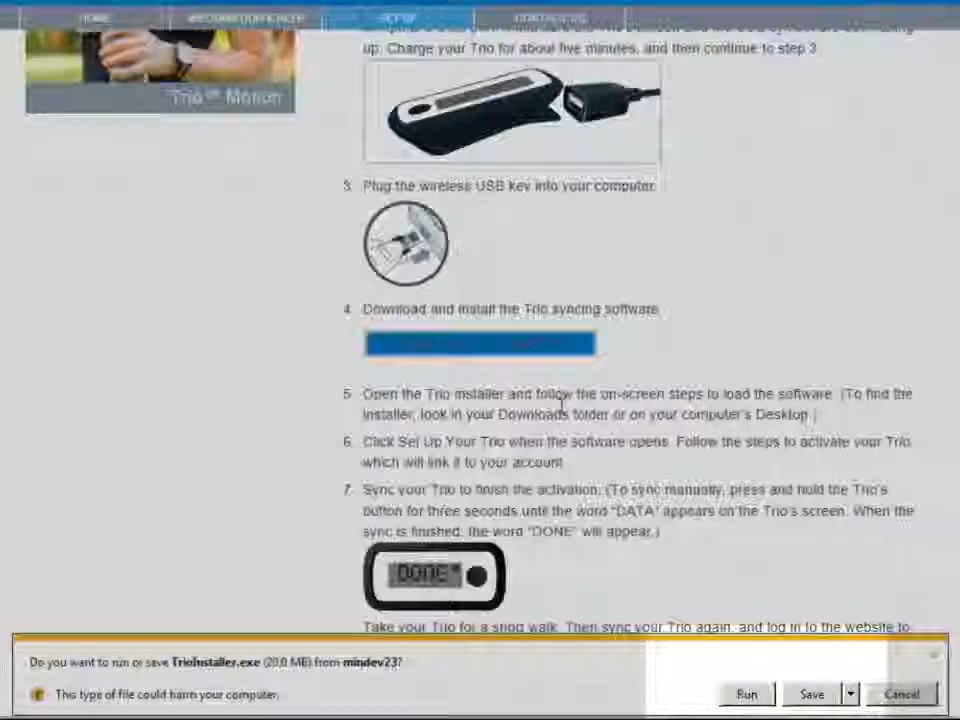 HOME
SETUP
CONTACT US
up. Charge your Trio for about five minutes, and then continue to step 3.
Trio™ Motion
3. Plug the wireless USB key into your computer.
4. Download and install the Trio syncing software.
5. Open the Trio installer and follow the on-screen steps to load the software. (To find the
installer, look in your Downloads folder or on your computer's Desktop.)
6. Click Set Up Your Trio when the software opens. Follow the steps to activate your Trio,
which will link it to your account.
7. Sync your Trio to finish the activation. (To sync manually, press and hold the Trio's
button for three seconds until the word "DATA" appears on the Trio's screen. When the
sync is finished, the word "DONE" will appear.)
DONE
Take your Trio for a short walk. Then sync your Trio again, and log in to the website to
Do you want to run or save TrioInstaller.exe (20.0 MB) from mindev23?
This type of file could harm your computer.
Run
Save
Cancel